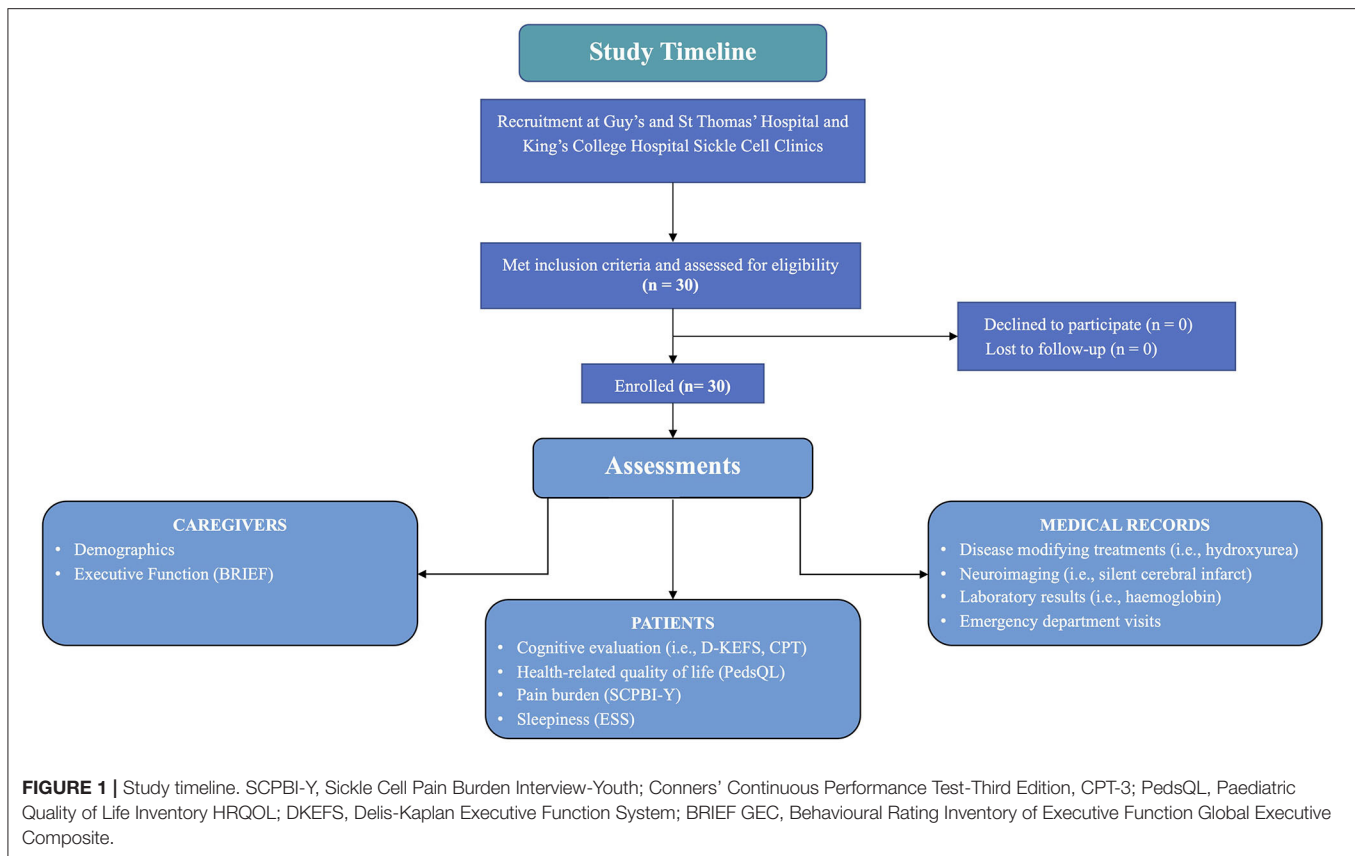 Study Timeline
Recruitment at Guy's and St Thomas' Hospital and
King's College Hospital Sickle Cell Clinics
Met inclusion criteria and assessed for eligibility
(n = 30)
Declined to participate (n = 0)
Lost to follow-up (n = 0)
Enrolled (n= 30)
Assessments
CAREGIVERS
• Demographics
• Executive Function (BRIEF)
PATIENTS
• Cognitive evaluation (i.e., D-KEFS, CPT)
• Health-related quality of life (PedsQL)
• Pain burden (SCPBI-Y)
• Sleepiness (ESS)
MEDICAL RECORDS
• Disease modifying treatments (i.e., hydroxyurea)
• Neuroimaging (i.e., silent cerebral infarct)
• Laboratory results (i.e., haemoglobin)
• Emergency department visits
FIGURE 1 | Study timeline. SCPBI-Y, Sickle Cell Pain Burden Interview-Youth; Conners' Continuous Performance Test-Third Edition, CPT-3; PedsQL, Paediatric
Quality of Life Inventory HRQOL; DKEFS, Delis-Kaplan Executive Function System; BRIEF GEC, Behavioural Rating Inventory of Executive Function Global Executive
Composite.